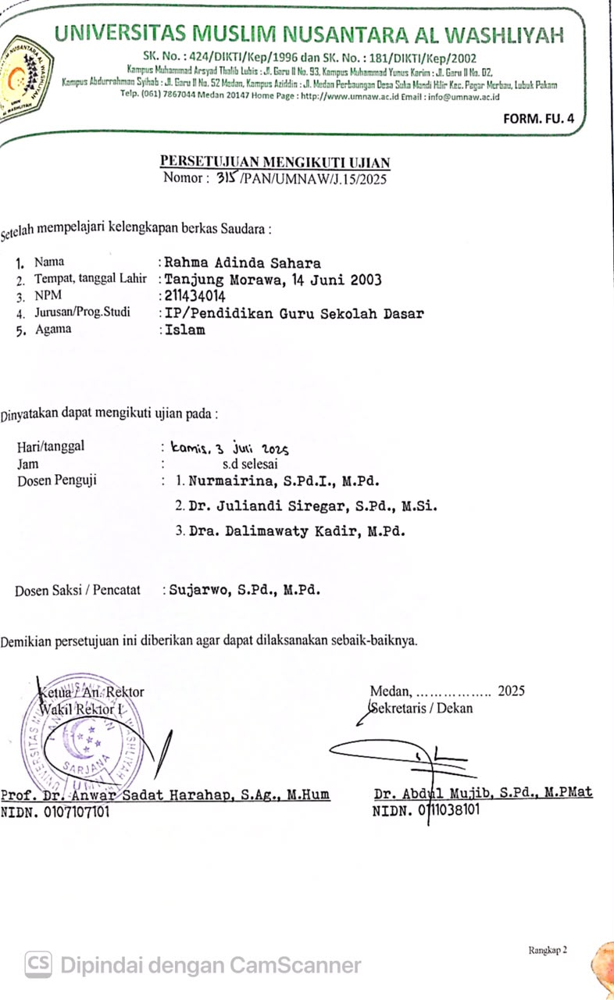 UNIVERSITAS MUSLIM NUSANTARA AL WASHLIYAH
SK. No. : 424/DIKTI/Kep/1996 dan SK. No. : 181/DIKTI/Kep/2002
Kampus Muhammad Arsyad Thalib Lubis : Jl. Garu II No. 93, Kampus Muhammad Yunus Karim : Jl. Garu II No. 02,
Kampus Abdurrahman Syihab : Jl. Garu II No. 52 Medan, Kampus Aziddin : Jl. Medan Perbaungan Desa Suka Mandi Hilir Kec. Pagar Merbau, Lubuk Pakam
Telp. (061) 7867044 Medan 20147 Home Page : http://www.umnaw.ac.id Email : info@umnaw.ac.id
FORM. FU. 4
PERSETUJUAN MENGIKUTI UJIAN
Nomor : 315/PAN/UMNAW/J.15/2025
Setelah mempelajari kelengkapan berkas Saudara :
1. Nama : Rahma Adinda Sahara
2. Tempat, tanggal Lahir : Tanjung Morawa, 14 Juni 2003
3. NPM : 211434014
4. Jurusan/Prog.Studi : IP/Pendidikan Guru Sekolah Dasar
5. Agama : Islam
Dinyatakan dapat mengikuti ujian pada :
Hari/tanggal : kamis, 3 juli 2025
Jam : s.d selesai
Dosen Penguji : 1. Nurmairina, S.Pd.I., M.Pd.
2. Dr. Juliandi Siregar, S.Pd., M.Si.
3. Dra. Dalimawaty Kadir, M.Pd.
Dosen Saksi / Pencatat : Sujarwo, S.Pd., M.Pd.
Demikian persetujuan ini diberikan agar dapat dilaksanakan sebaik-baiknya.
Ketua / An. Rektor
Wakil Rektor I
Medan, ................. 2025
Sekretaris / Dekan
SARJANA
UMN
Prof. Dr. Anwar Sadat Harahap, S.Ag., M.Hum
NIDN. 0107107101
Dr. Abdul Mujib, S.Pd., M.PMat
NIDN. 0111038101
Rangkap 2
CS Dipindai dengan CamScanner